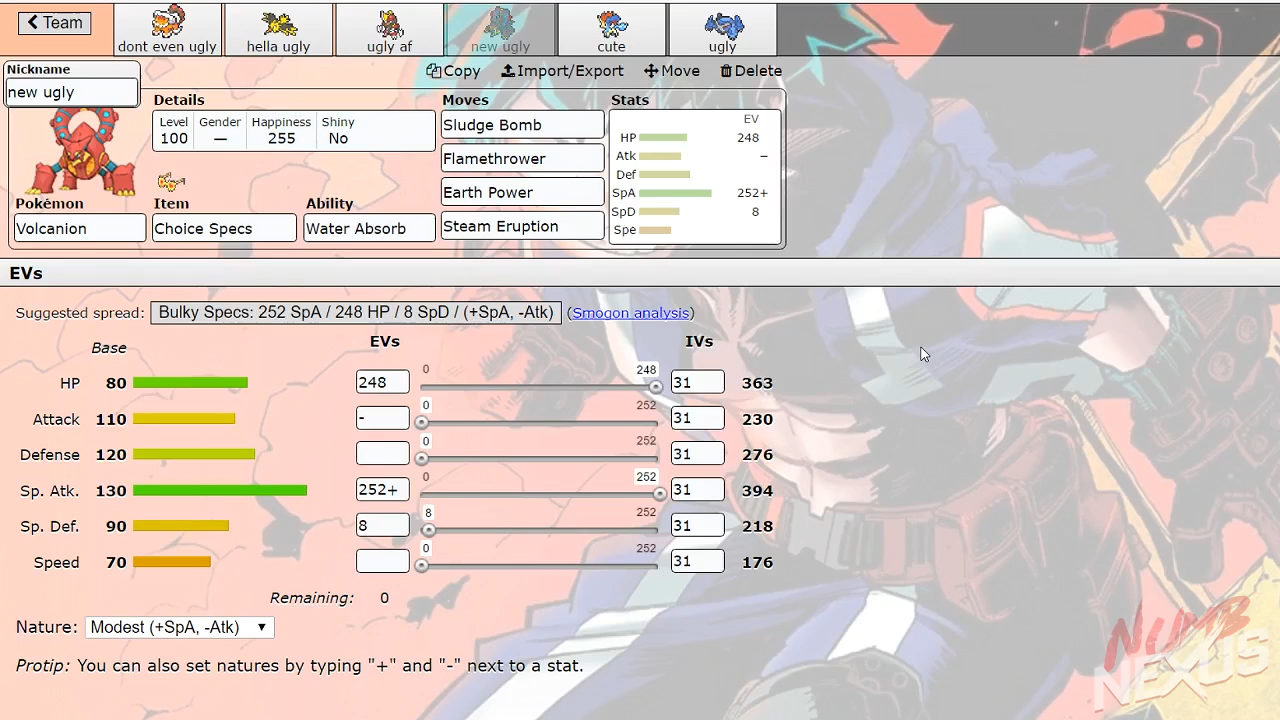 Team
dont even ugly
hella ugly
ugly af
new ugly
cute
ugly
Nickname
new ugly
Copy Import/Export Move Delete
Details
Level Gender Happiness Shiny
100 — 255 No
Pokémon Item Ability
Volcanion Choice Specs Water Absorb
Moves
Sludge Bomb
Flamethrower
Earth Power
Steam Eruption
Stats
EV
HP 248
Atk –
Def
SpA 252+
SpD 8
Spe
EVs
Suggested spread: Bulky Specs: 252 SpA / 248 HP / 8 SpD / (+SpA, -Atk) (Smogon analysis)
Base EVs IVs
0 248
HP 80 248 31 363
0 252
Attack 110 - 31 230
0 252
Defense 120 31 276
0 252
Sp. Atk. 130 252+ 31 394
8 252
Sp. Def. 90 8 31 218
0 252
Speed 70 31 176
Remaining: 0
Nature: Modest (+SpA, -Atk)
Protip: You can also set natures by typing "+" and "-" next to a stat.
NUMB
NEXUS